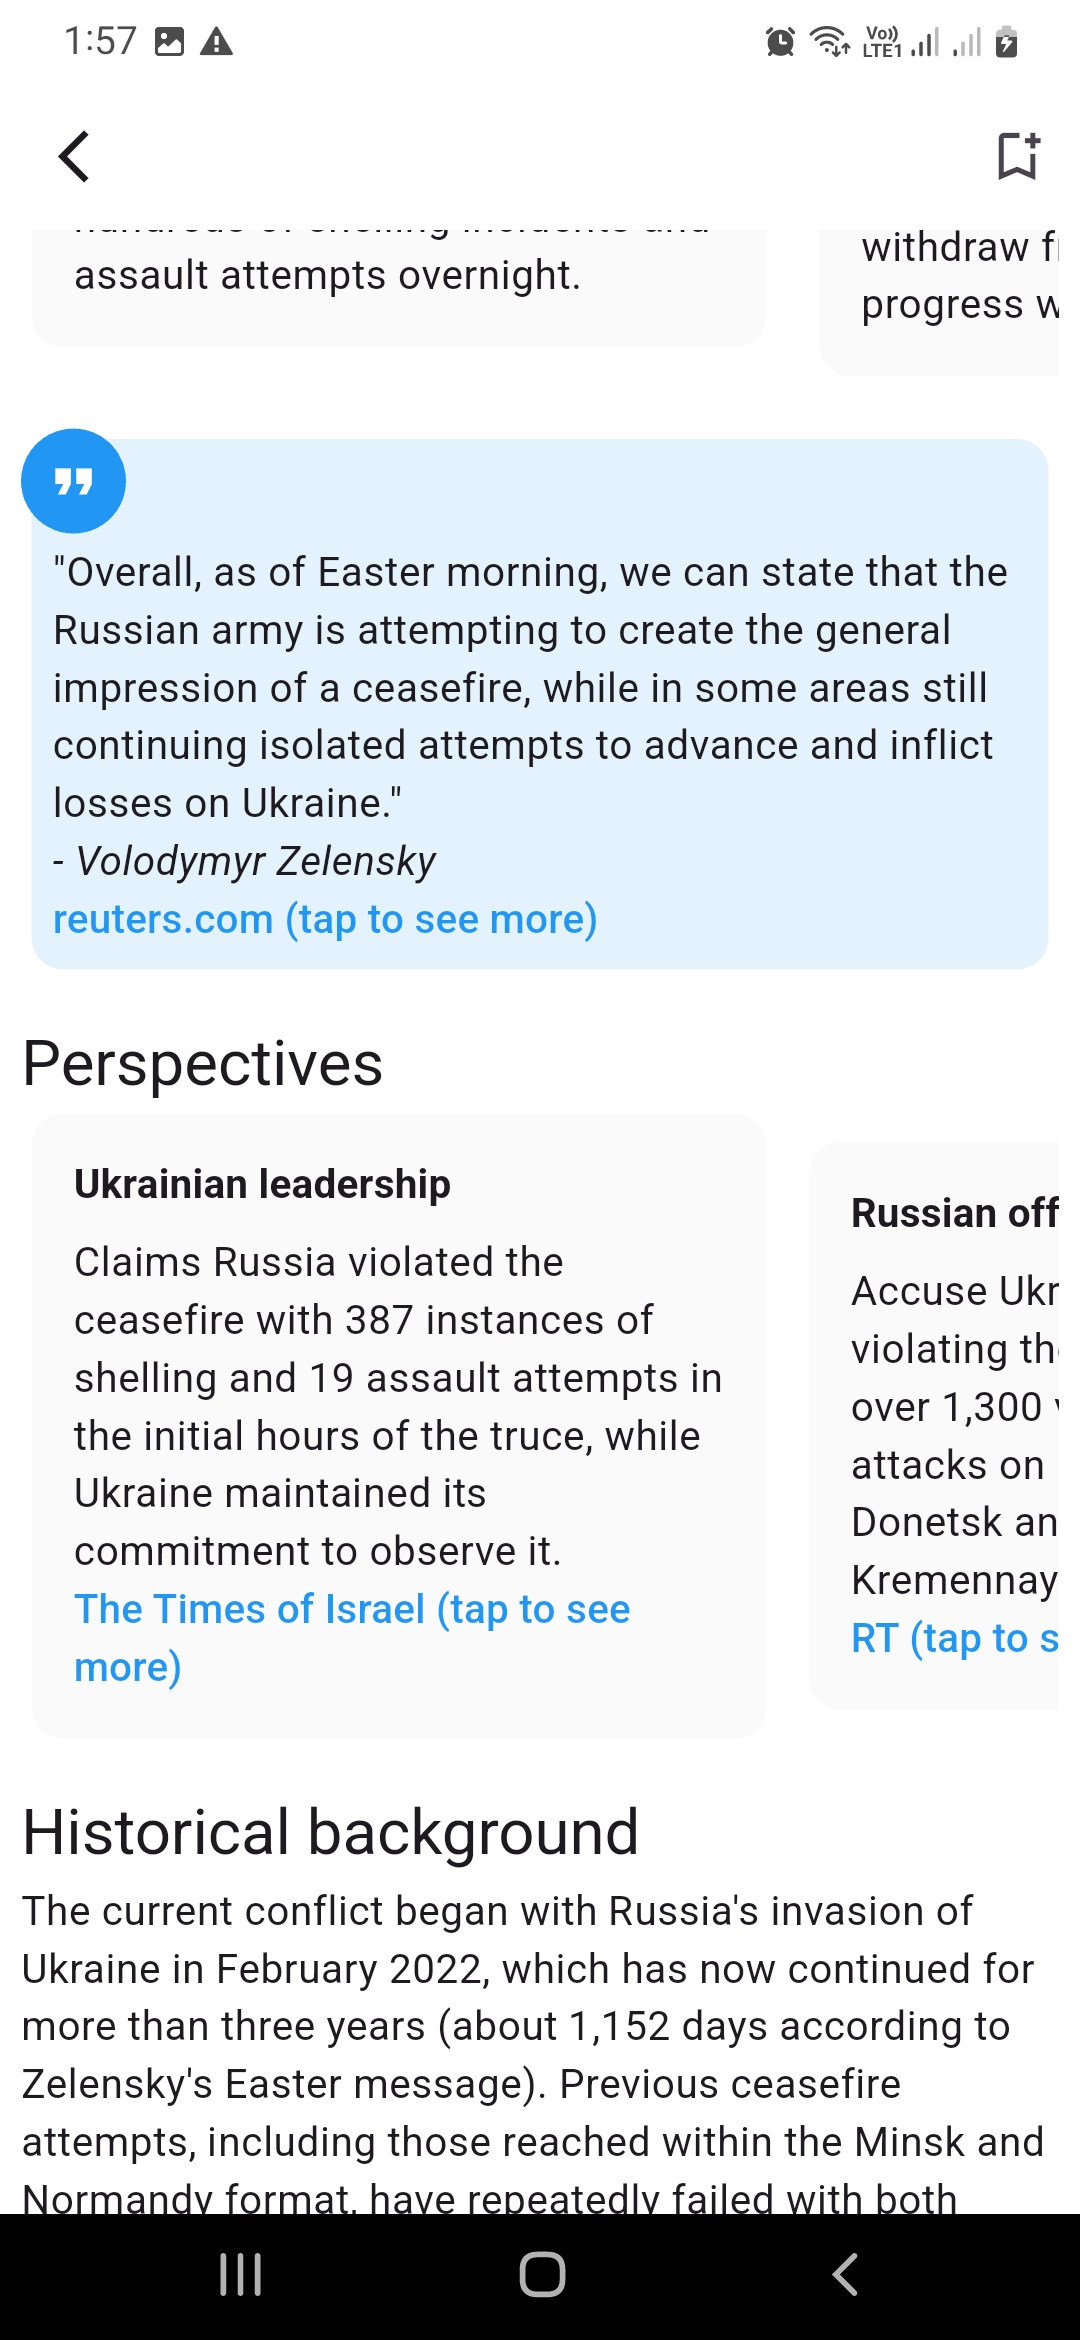 1:57
Vo))
LTE1
hundreds of shelling incidents and
assault attempts overnight.
withdraw
progress
"Overall, as of Easter morning, we can state that the
Russian army is attempting to create the general
impression of a ceasefire, while in some areas still
continuing isolated attempts to advance and inflict
losses on Ukraine."
- Volodymyr Zelensky
reuters.com (tap to see more)
Perspectives
Ukrainian leadership
Claims Russia violated the
ceasefire with 387 instances of
shelling and 19 assault attempts in
the initial hours of the truce, while
Ukraine maintained its
commitment to observe it.
The Times of Israel (tap to see
more)
Russian off
Accuse Ukr
violating
over 1,300
attacks on
Donetsk an
Kremennay
RT (tap to s
Historical background
The current conflict began with Russia's invasion of
Ukraine in February 2022, which has now continued for
more than three years (about 1,152 days according to
Zelensky's Easter message). Previous ceasefire
attempts, including those reached within the Minsk and
Normandy format, have repeatedly failed with both